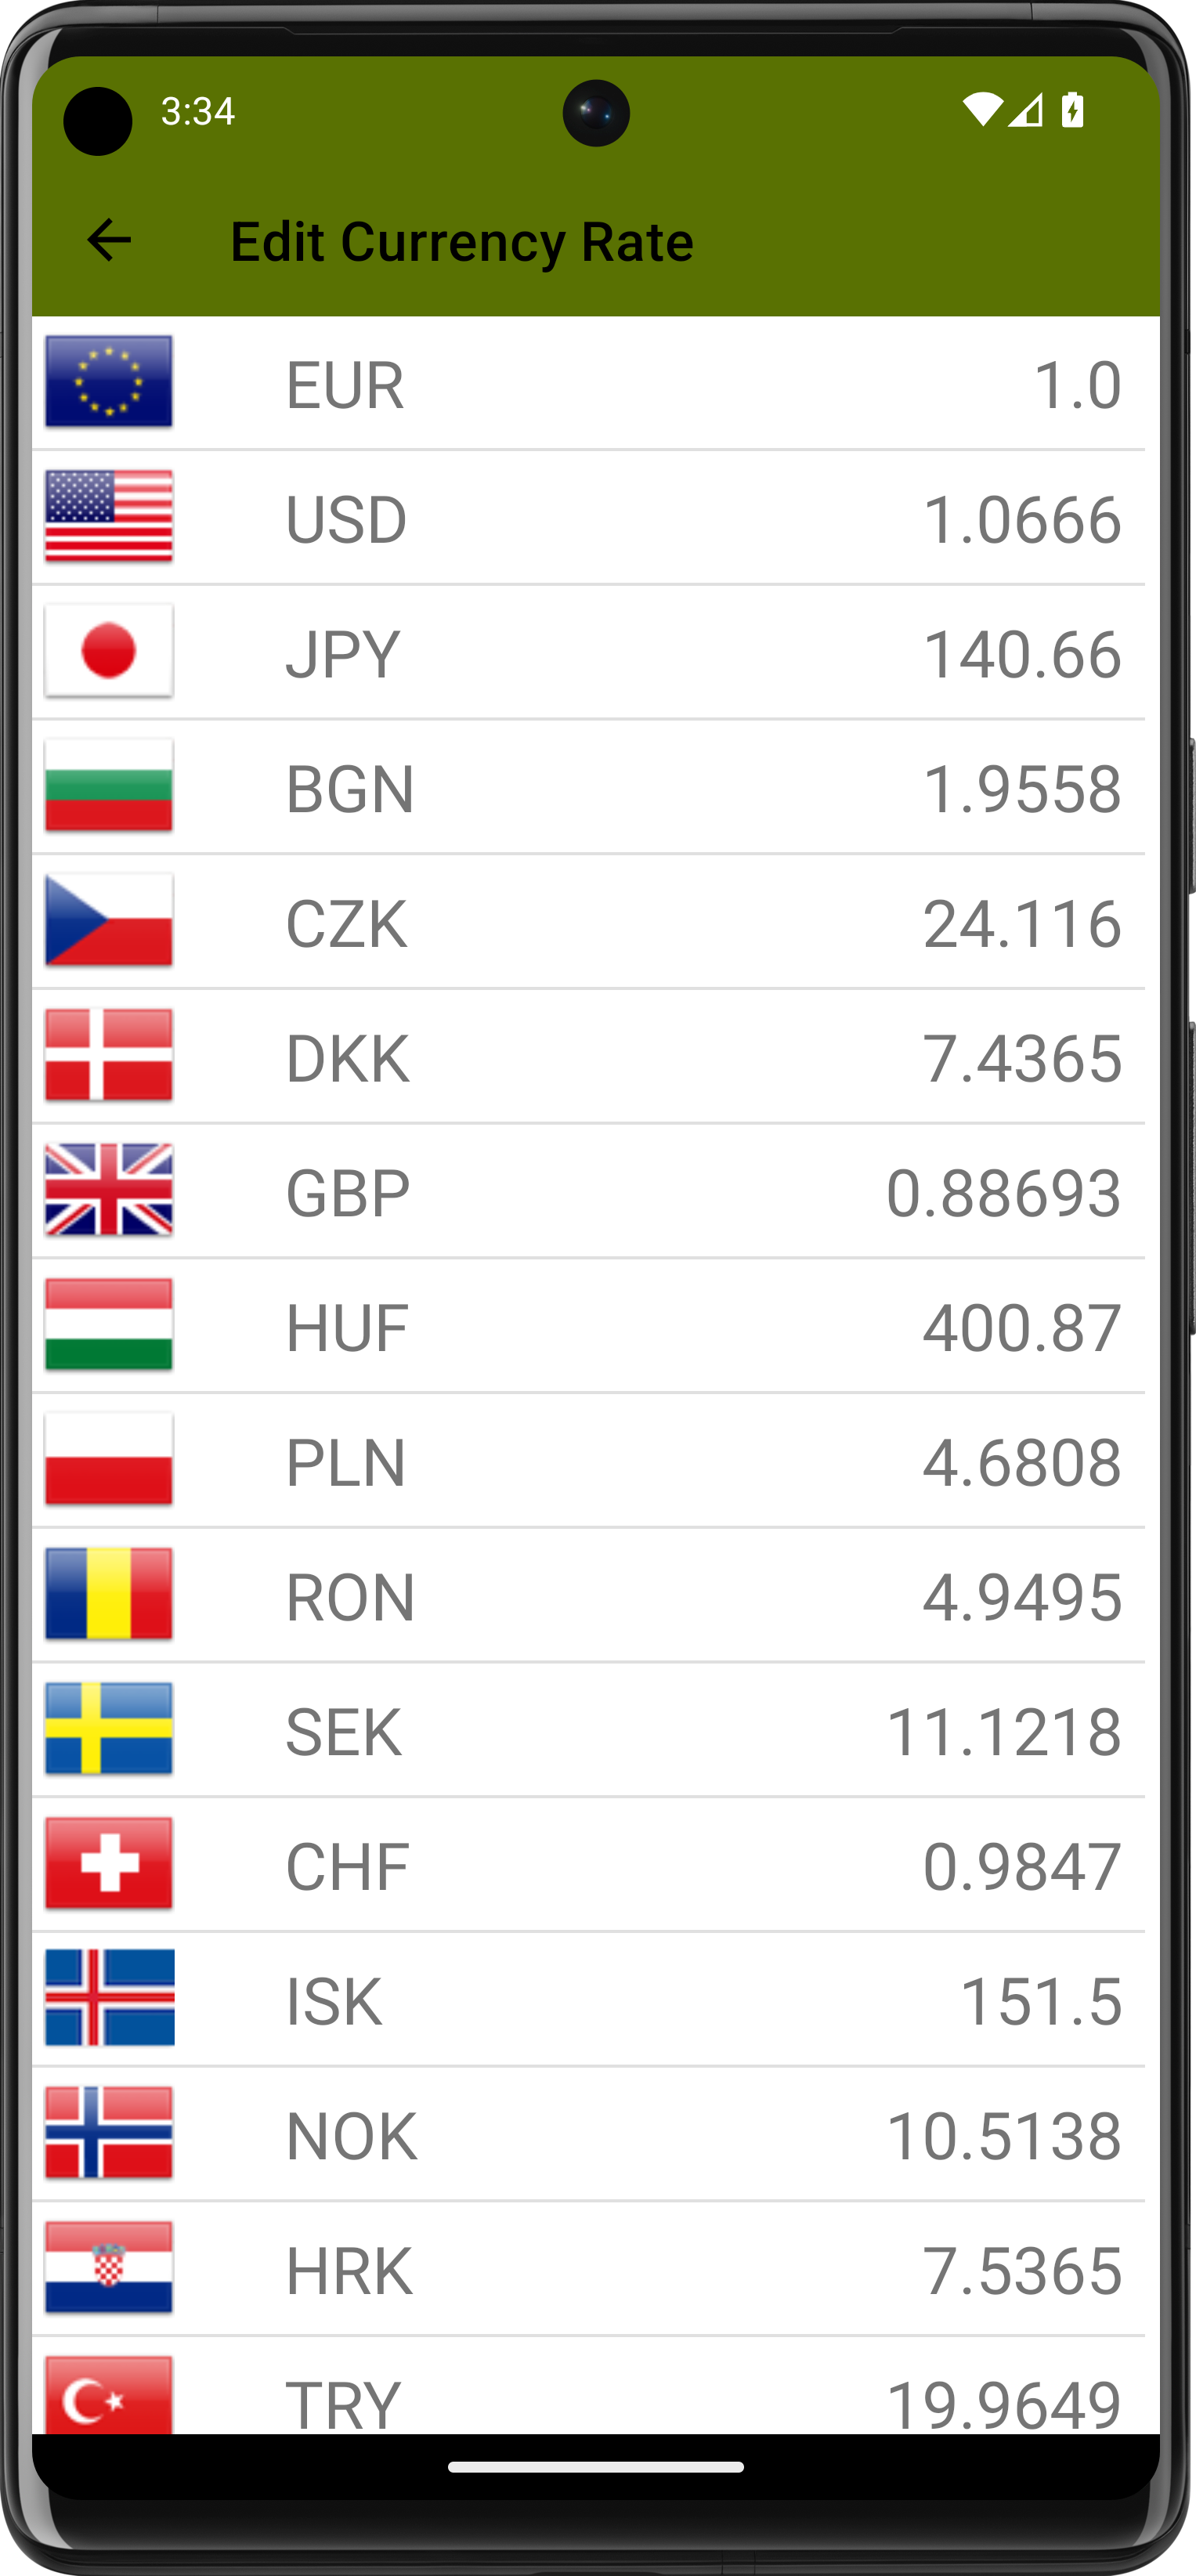 3:34
Edit Currency Rate
EUR 1.0
USD 1.0666
JPY 140.66
BGN 1.9558
CZK 24.116
DKK 7.4365
GBP 0.88693
HUF 400.87
PLN 4.6808
RON 4.9495
SEK 11.1218
CHF 0.9847
ISK 151.5
NOK 10.5138
HRK 7.5365
TRY 19.9649